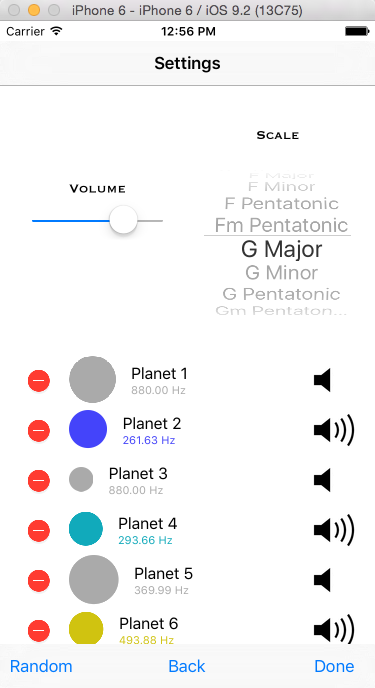 iPhone 6 - iPhone 6 / iOS 9.2 (13C75)
Carrier 12:56 PM
Settings
Scale
Volume
F Major
F Minor
F Pentatonic
Fm Pentatonic
G Major
G Minor
G Pentatonic
Gm Pentaton...
Planet 1
880.00 Hz
Planet 2
261.63 Hz
Planet 3
880.00 Hz
Planet 4
293.66 Hz
Planet 5
369.99 Hz
Planet 6
493.88 Hz
Random Back Done